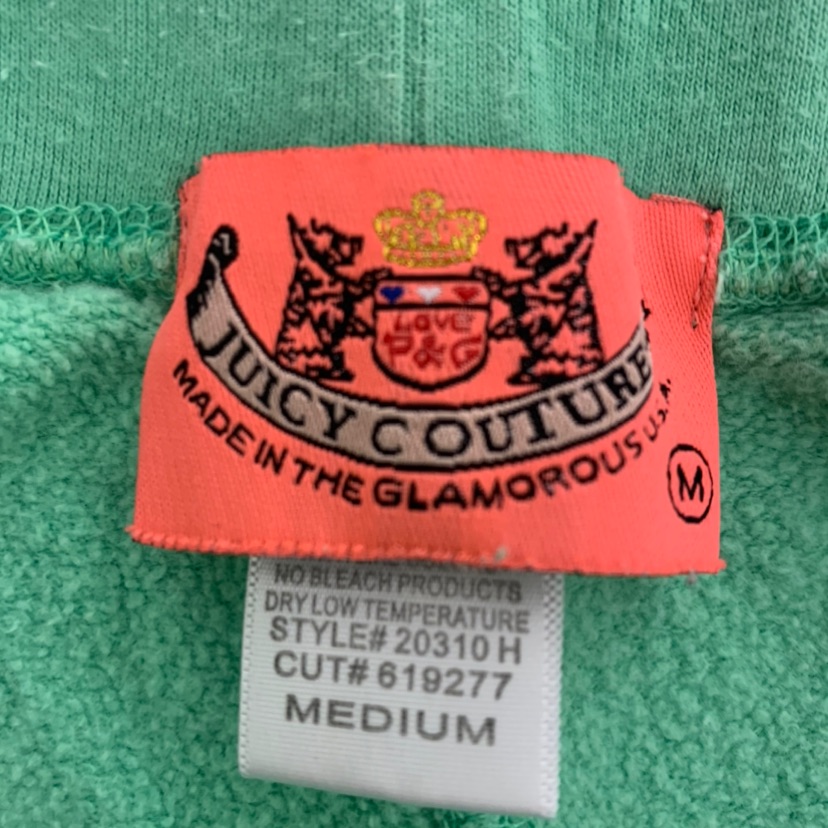 Love
P&G
JUICY COUTURE
MADE IN THE GLAMOROUS U.S.A.
M
NO BLEACH PRODUCTS
DRY LOW TEMPERATURE
STYLE# 20310 H
CUT# 619277
MEDIUM